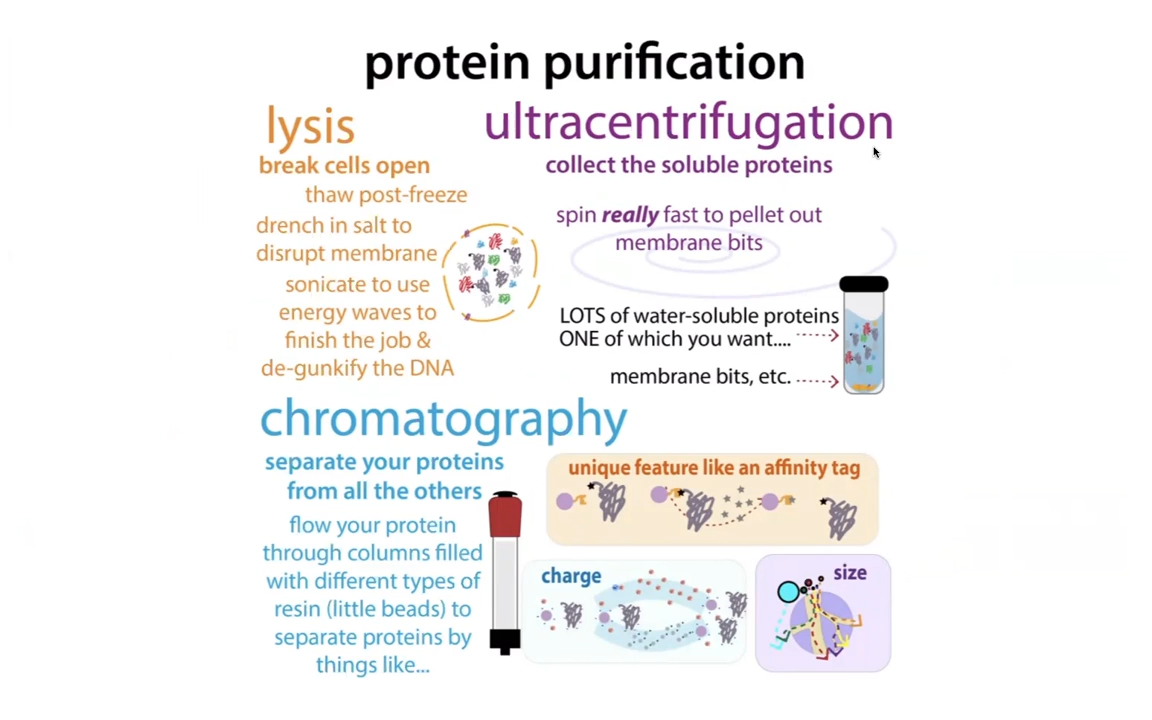 protein purification
lysis
break cells open
thaw post-freeze
drench in salt to
disrupt membrane
sonicate to use
energy waves to
finish the job &
de-gunkify the DNA
ultracentrifugation
collect the soluble proteins
spin really fast to pellet out
membrane bits
LOTS of water-soluble proteins
ONE of which you want....
membrane bits, etc.
chromatography
separate your proteins
from all the others
flow your protein
through columns filled
with different types of
resin (little beads) to
separate proteins by
things like...
unique feature like an affinity tag
charge
size